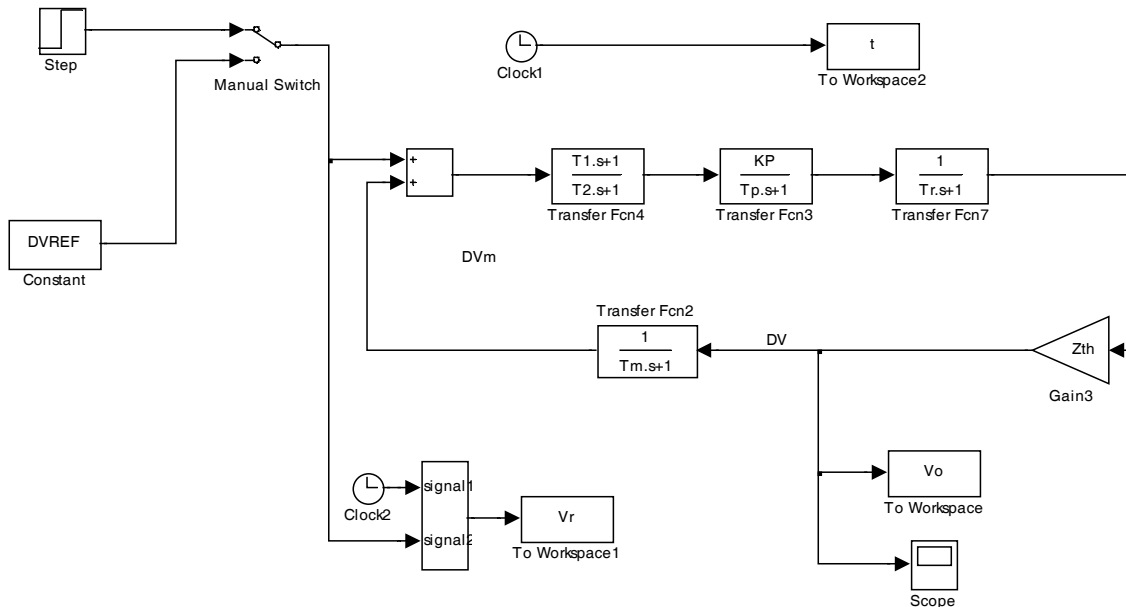 Step
Manual Switch
Clock1
t
To Workspace2
DVREF
Constant
+
+
T1.s+1
T2.s+1
Transfer Fcn4
KP
Tp.s+1
Transfer Fcn3
1
Tr.s+1
Transfer Fcn7
DVm
Transfer Fcn2
1
Tm.s+1
DV
Zth
Gain3
Clock2
signal1
signal2
Vr
To Workspace1
Vo
To Workspace
Scope